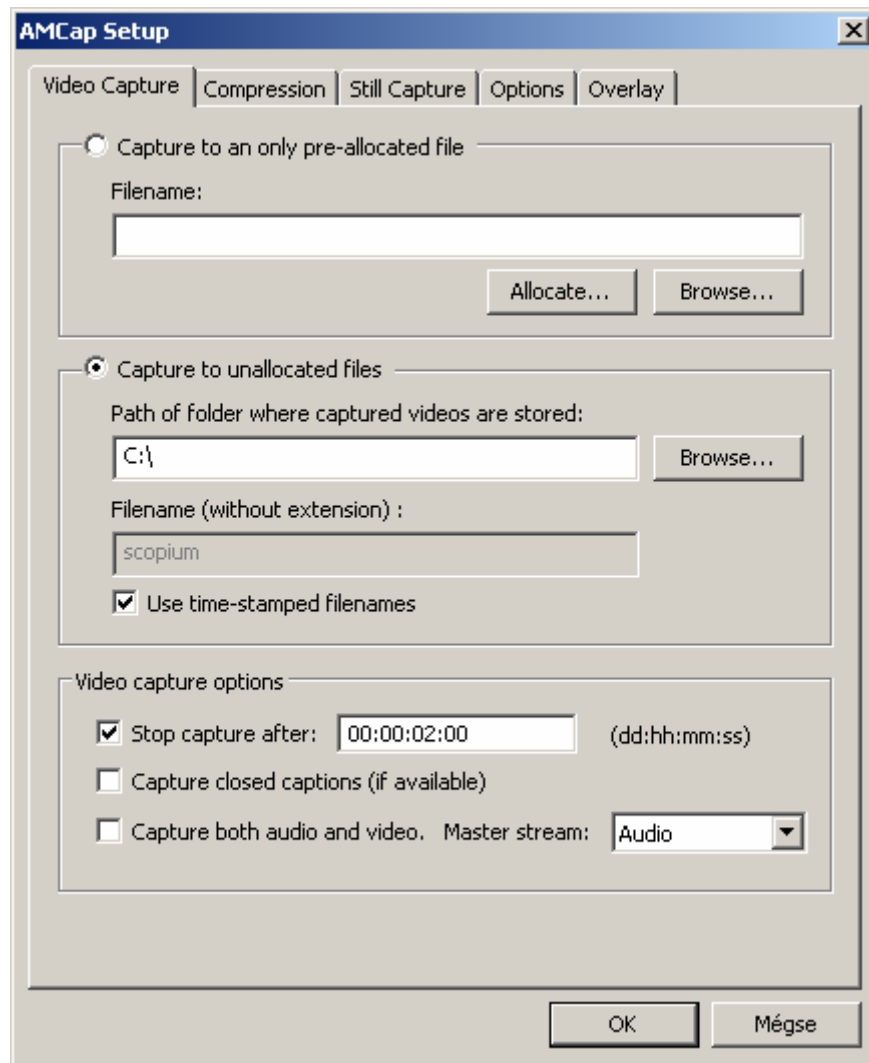 AMCap Setup
Video Capture Compression Still Capture Options Overlay
Capture to an only pre-allocated file
Filename:
Allocate... Browse...
Capture to unallocated files
Path of folder where captured videos are stored:
C:\ Browse...
Filename (without extension) :
scopium
Use time-stamped filenames
Video capture options
Stop capture after: 00:00:02:00 (dd:hh:mm:ss)
Capture closed captions (if available)
Capture both audio and video. Master stream: Audio
OK Mégse